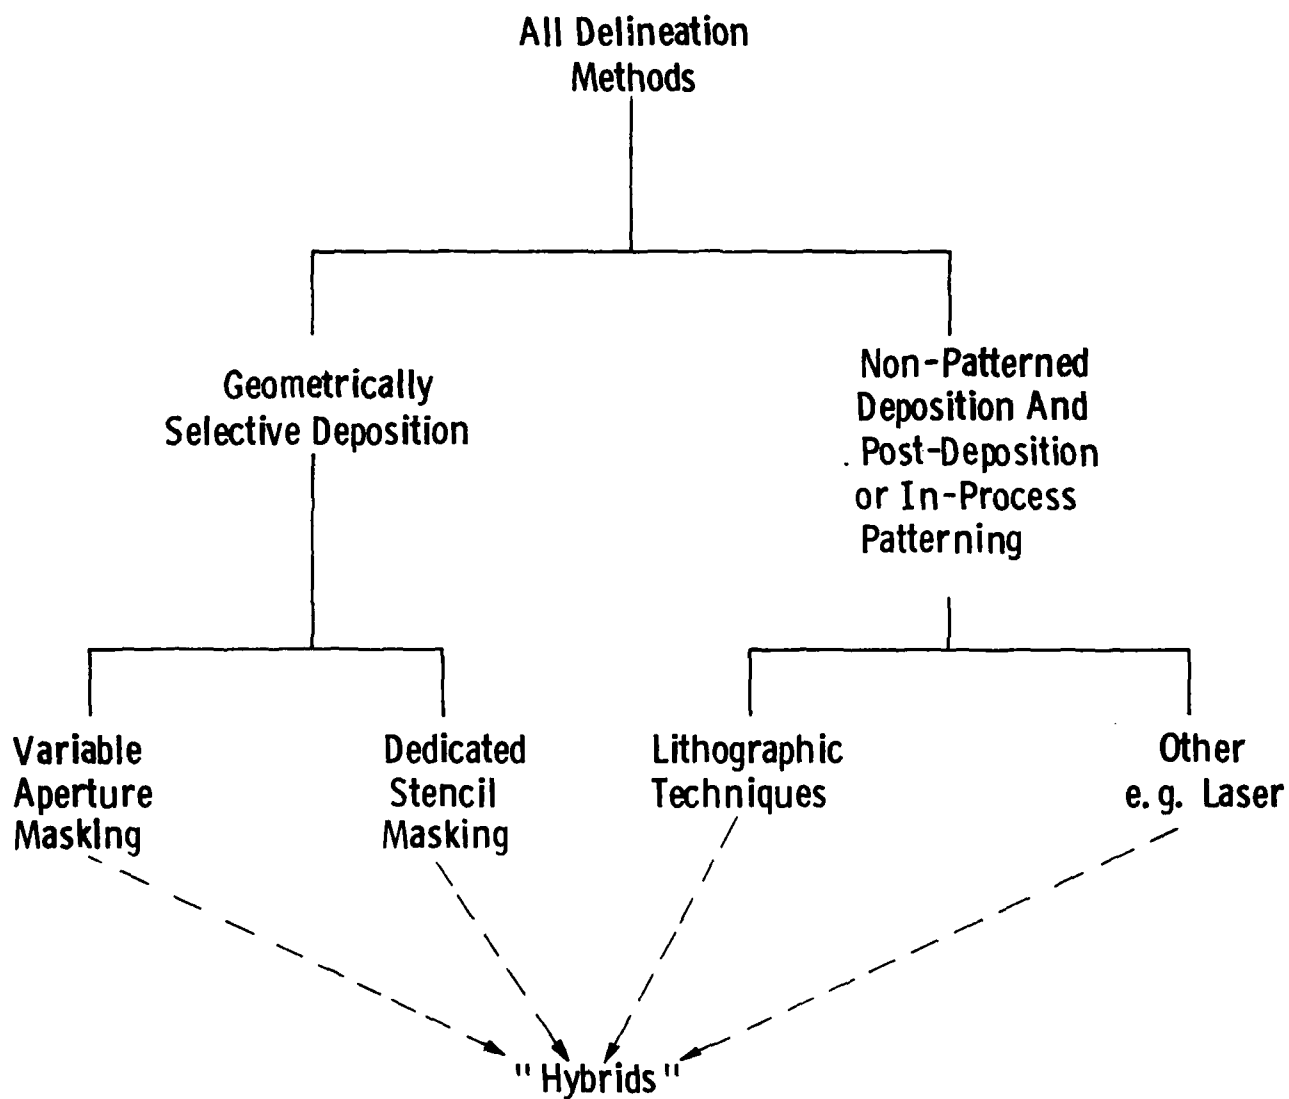 All Delineation
Methods
Geometrically
Selective Deposition
Non-Patterned
Deposition And
Post-Deposition
or In-Process
Patterning
Variable
Aperture
Masking
Dedicated
Stencil
Masking
Lithographic
Techniques
Other
e. g. Laser
"Hybrids"